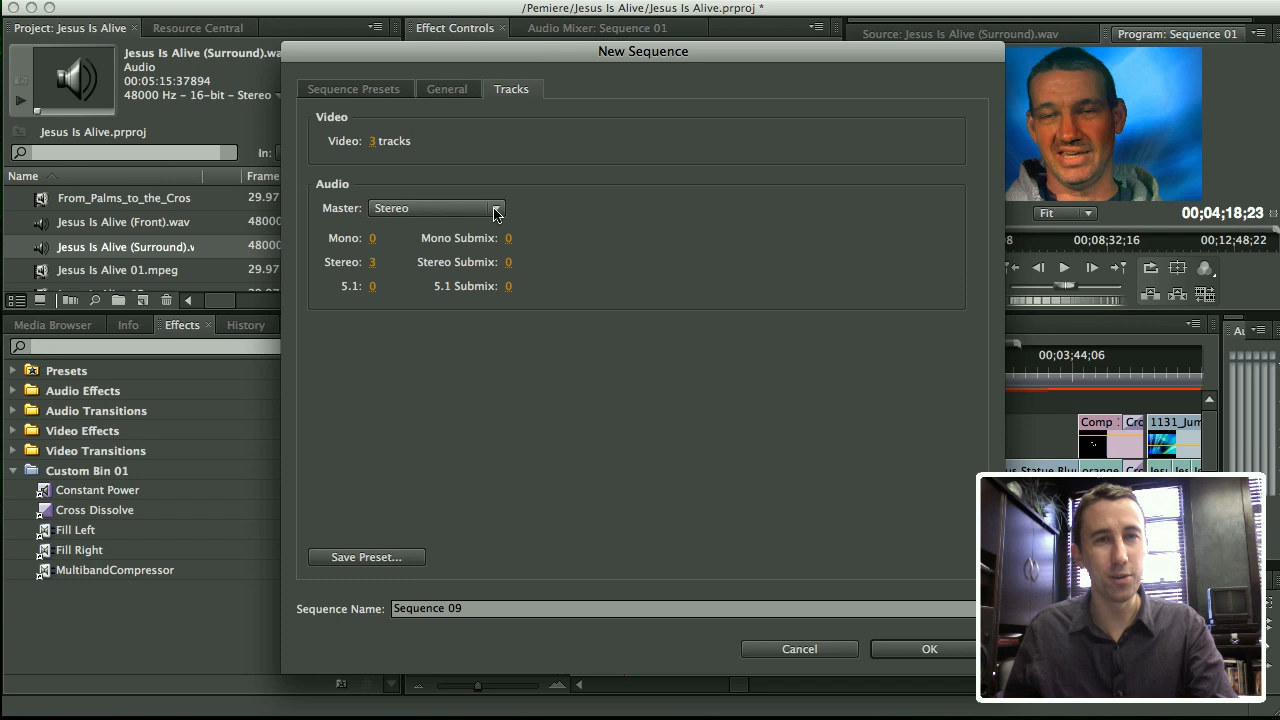 /Pemiere/Jesus Is Alive/Jesus Is Alive.prproj *
Project: Jesus Is Alive
Resource Central
Effect Controls
Audio Mixer: Sequence 01
Source: Jesus Is Alive (Surround).wav
Program: Sequence 01
Jesus Is Alive (Surround).wa
Audio
00:05:15:37894
48000 Hz - 16-bit - Stereo
Jesus Is Alive.prproj
In:
Name
Frame
From_Palms_to_the_Cros
29.97
Jesus Is Alive (Front).wav
48000
Jesus Is Alive (Surround).v
48000
Jesus Is Alive 01.mpeg
29.97
Media Browser
Info
Effects
History
Presets
Audio Effects
Audio Transitions
Video Effects
Video Transitions
Custom Bin 01
Constant Power
Cross Dissolve
Fill Left
Fill Right
MultibandCompressor
New Sequence
Sequence Presets
General
Tracks
Video
Video: 3 tracks
Audio
Master: Stereo
Mono: 0 Mono Submix: 0
Stereo: 3 Stereo Submix: 0
5.1: 0 5.1 Submix: 0
Save Preset...
Sequence Name: Sequence 09
Cancel
OK
Fit
00;04;18;23
00;08;32;16
00;12;48;22
00;03;44;06
Au
Comp
Cro
1131_Jum
us Statue Blu
orange